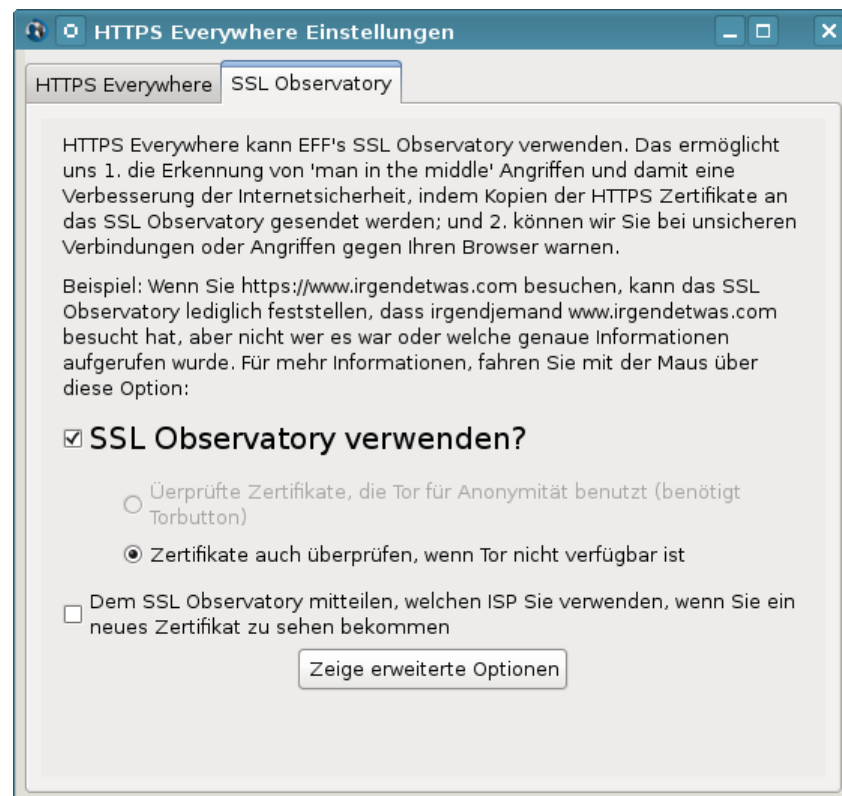 HTTPS Everywhere Einstellungen
HTTPS Everywhere
SSL Observatory
HTTPS Everywhere kann EFF's SSL Observatory verwenden. Das ermöglicht
uns 1. die Erkennung von 'man in the middle' Angriffen und damit eine
Verbesserung der Internetsicherheit, indem Kopien der HTTPS Zertifikate an
das SSL Observatory gesendet werden; und 2. können wir Sie bei unsicheren
Verbindungen oder Angriffen gegen Ihren Browser warnen.
Beispiel: Wenn Sie https://www.irgendetwas.com besuchen, kann das SSL
Observatory lediglich feststellen, dass irgendjemand www.irgendetwas.com
besucht hat, aber nicht wer es war oder welche genaue Informationen
aufgerufen wurde. Für mehr Informationen, fahren Sie mit der Maus über
diese Option:
SSL Observatory verwenden?
Üerprüfte Zertifikate, die Tor für Anonymität benutzt (benötigt
Torbutton)
Zertifikate auch überprüfen, wenn Tor nicht verfügbar ist
Dem SSL Observatory mitteilen, welchen ISP Sie verwenden, wenn Sie ein
neues Zertifikat zu sehen bekommen
Zeige erweiterte Optionen